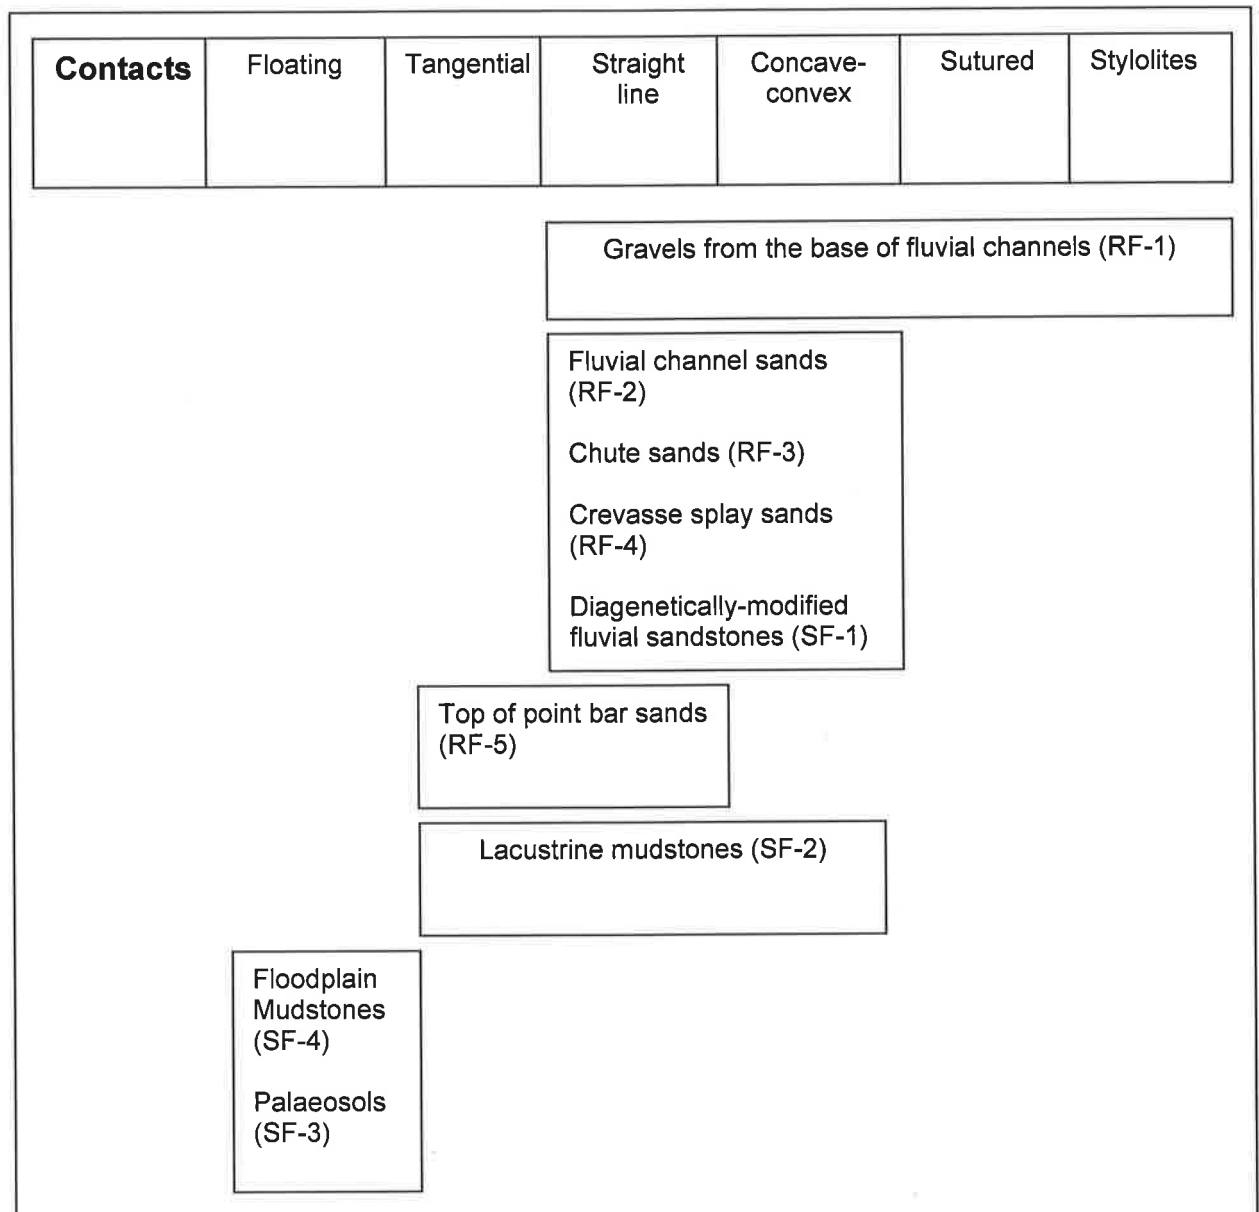 Contacts
Floating
Tangential
Straight
line
Concave-
convex
Sutured
Stylolites
Gravels from the base of fluvial channels (RF-1)
Fluvial channel sands
(RF-2)
Chute sands (RF-3)
Crevasse splay sands
(RF-4)
Diagenetically-modified
fluvial sandstones (SF-1)
Top of point bar sands
(RF-5)
Lacustrine mudstones (SF-2)
Floodplain
Mudstones
(SF-4)
Palaeosols
(SF-3)